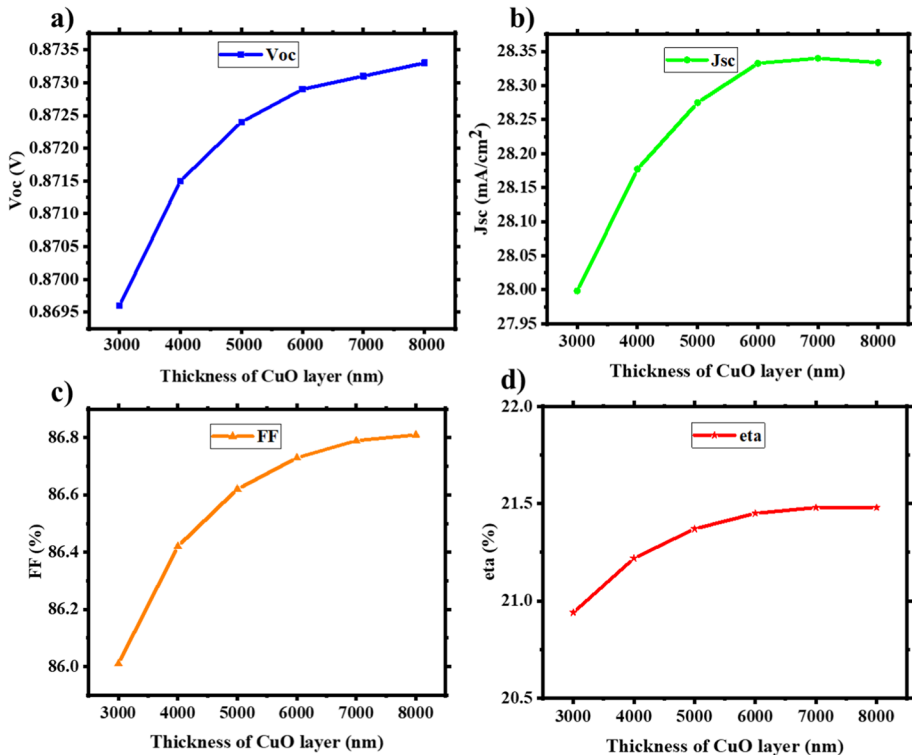 a)
Voc
0.8735
0.8730
0.8725
0.8720
0.8715
0.8710
0.8705
0.8700
0.8695
Voc (V)
3000 4000 5000 6000 7000 8000
Thickness of CuO layer (nm)
b)
Jsc
28.35
28.30
28.25
28.20
28.15
28.10
28.05
28.00
27.95
Jsc (mA/cm²)
3000 4000 5000 6000 7000 8000
Thickness of CuO layer (nm)
c)
FF
86.8
86.6
86.4
86.2
86.0
FF (%)
3000 4000 5000 6000 7000 8000
Thickness of CuO layer (nm)
d)
eta
22.0
21.5
21.0
20.5
eta (%)
3000 4000 5000 6000 7000 8000
Thickness of CuO layer (nm)